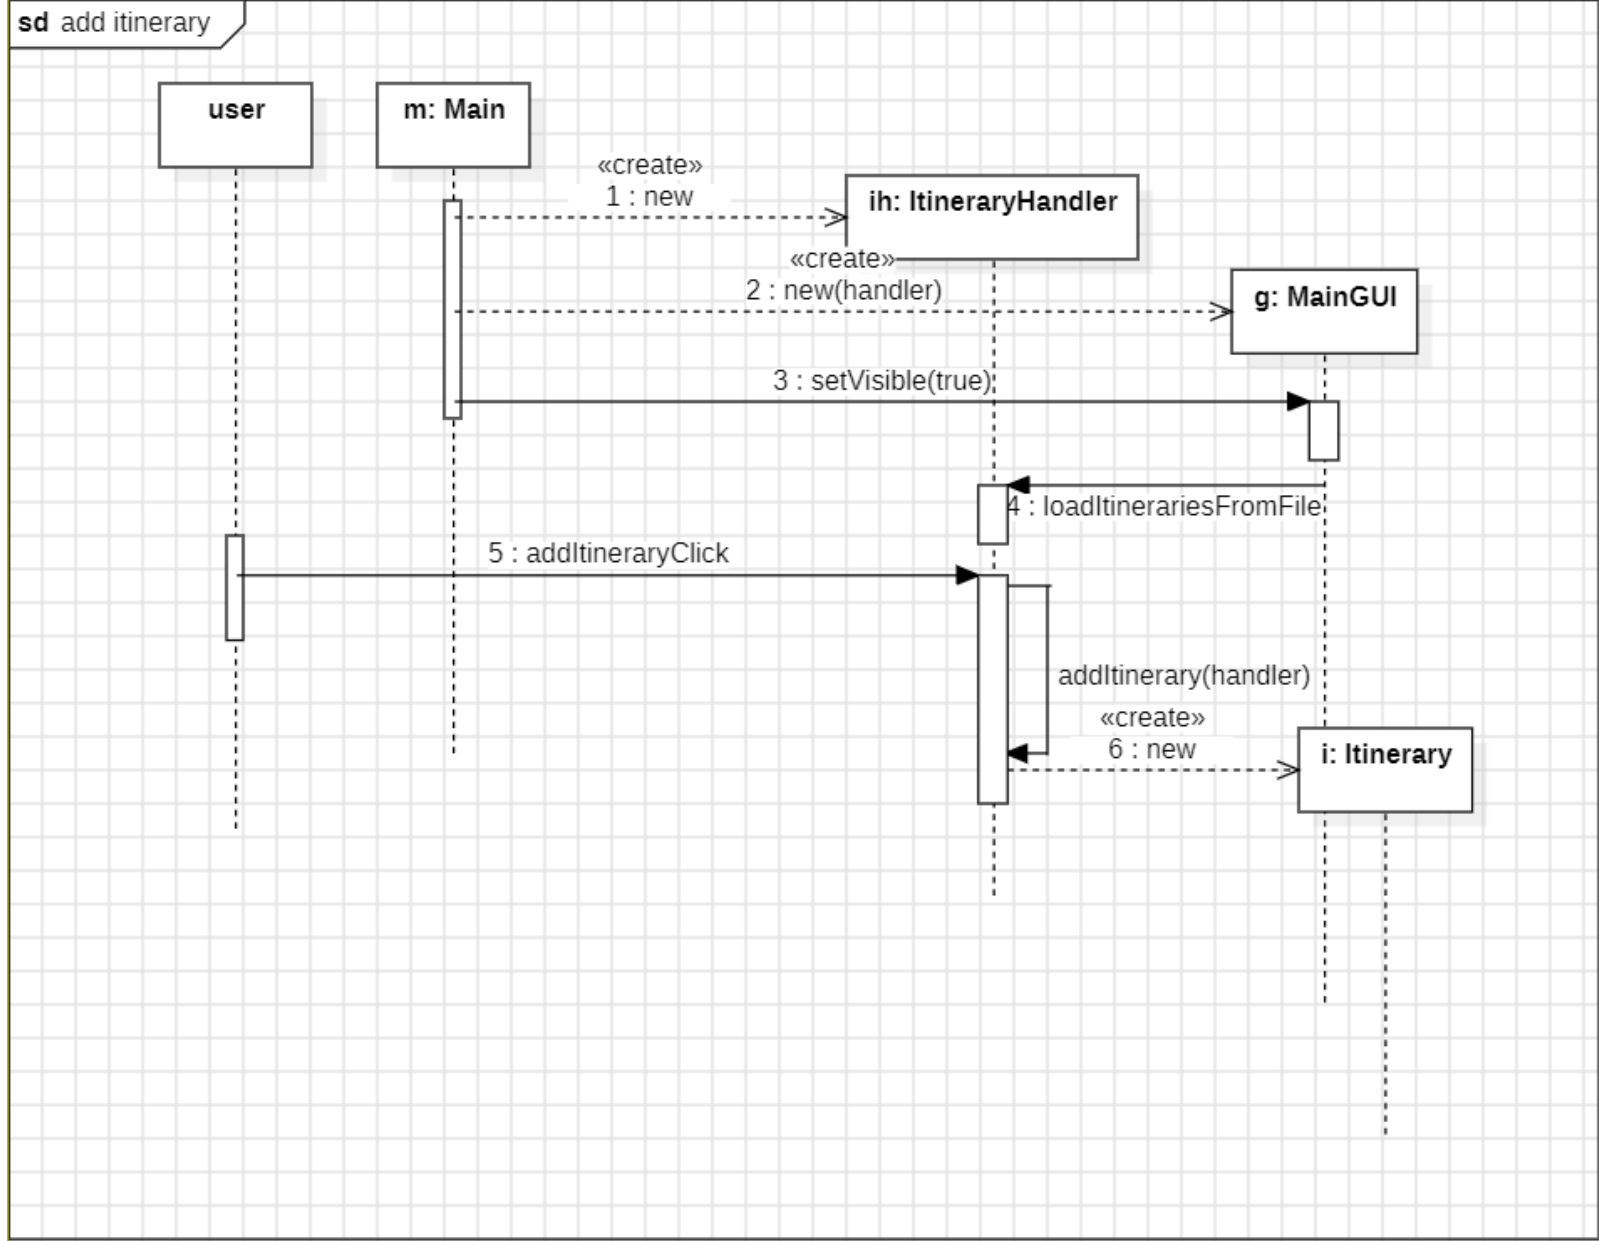 sd add itinerary
user
m: Main
«create»
1 : new
ih: ItineraryHandler
«create»
2 : new(handler)
g: MainGUI
3 : setVisible(true)
4 : loadItinerariesFromFile
5 : addItineraryClick
addItinerary(handler)
«create»
6 : new
i: Itinerary